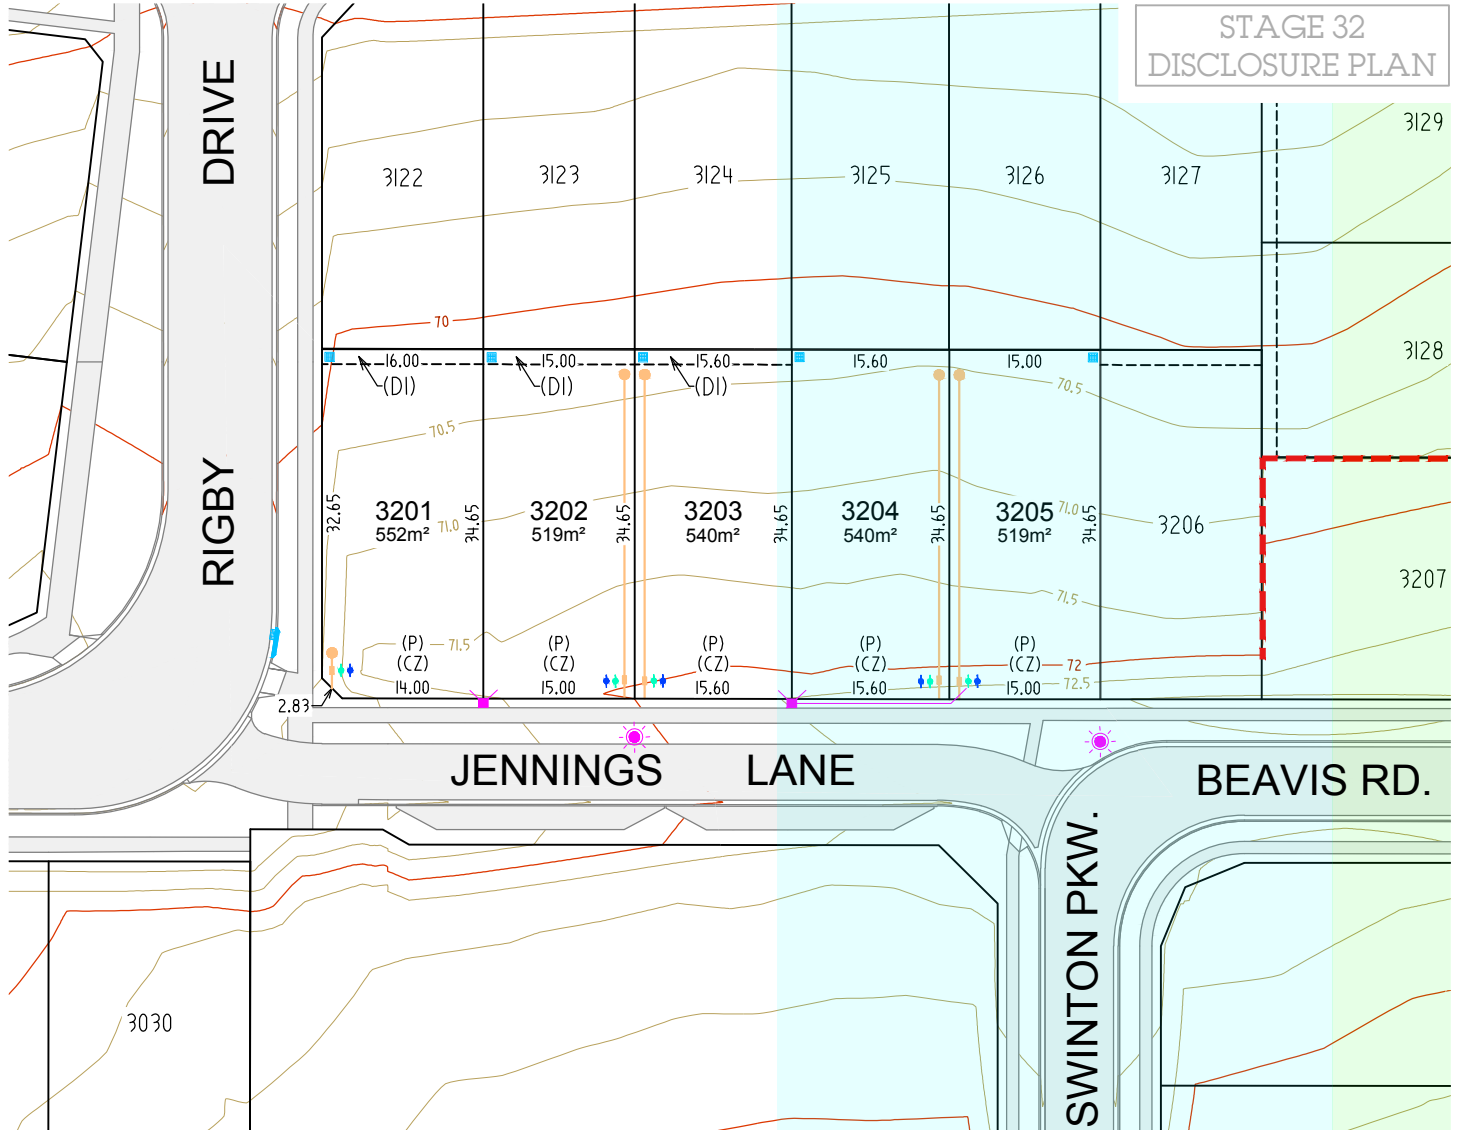 STAGE 32
DISCLOSURE PLAN
DRIVE
3129
3122
3123
3124
3125
3126
3127
70
3128
16.00
15.00
15.60
15.60
15.00
(DI)
(DI)
(DI)
70.5
70.5
RIGBY
32.65
3201
552m²
71.0
34.65
3202
519m²
34.65
3203
540m²
34.65
3204
540m²
34.65
3205
519m²
71.0
34.65
3206
3207
71.5
(P)
(CZ)
14.00
71.5
(P)
(CZ)
15.00
(P)
(CZ)
15.60
(P)
(CZ)
15.60
(P)
(CZ)
15.00
72
72.5
2.83
JENNINGS LANE
BEAVIS RD.
SWINTON PKW.
3030